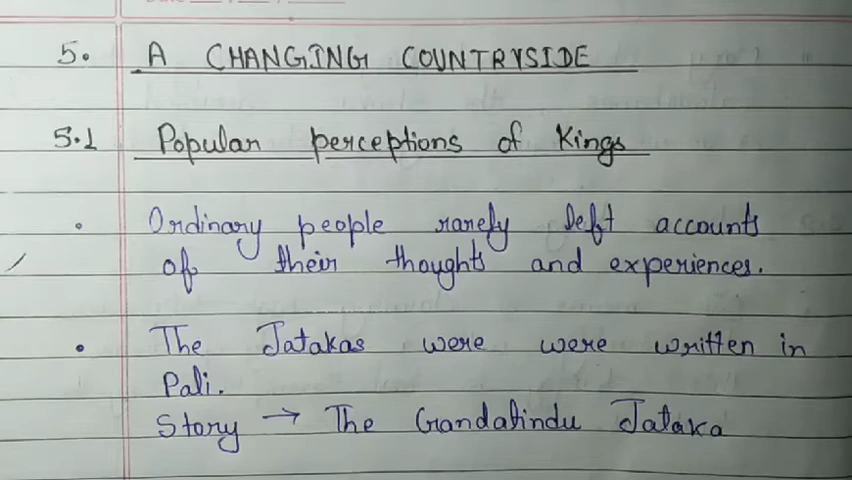 5. A CHANGING COUNTRYSIDE
5.1 Popular perceptions of Kings
• Ordinary people rarely left accounts
of their thoughts and experiences.
• The Jatakas were were written in
Pali.
Story → The Gandatindu Jataka